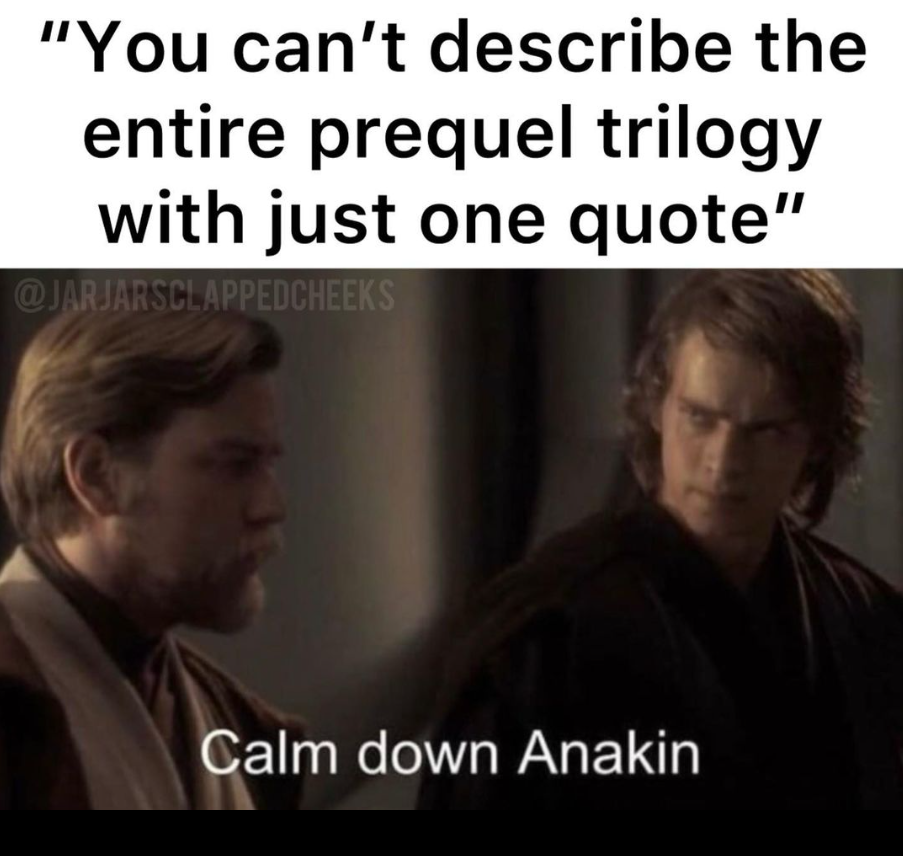 "You can't describe the
entire prequel trilogy
with just one quote"
@JARJARSCLAPPEDCHEEKS
Calm down Anakin